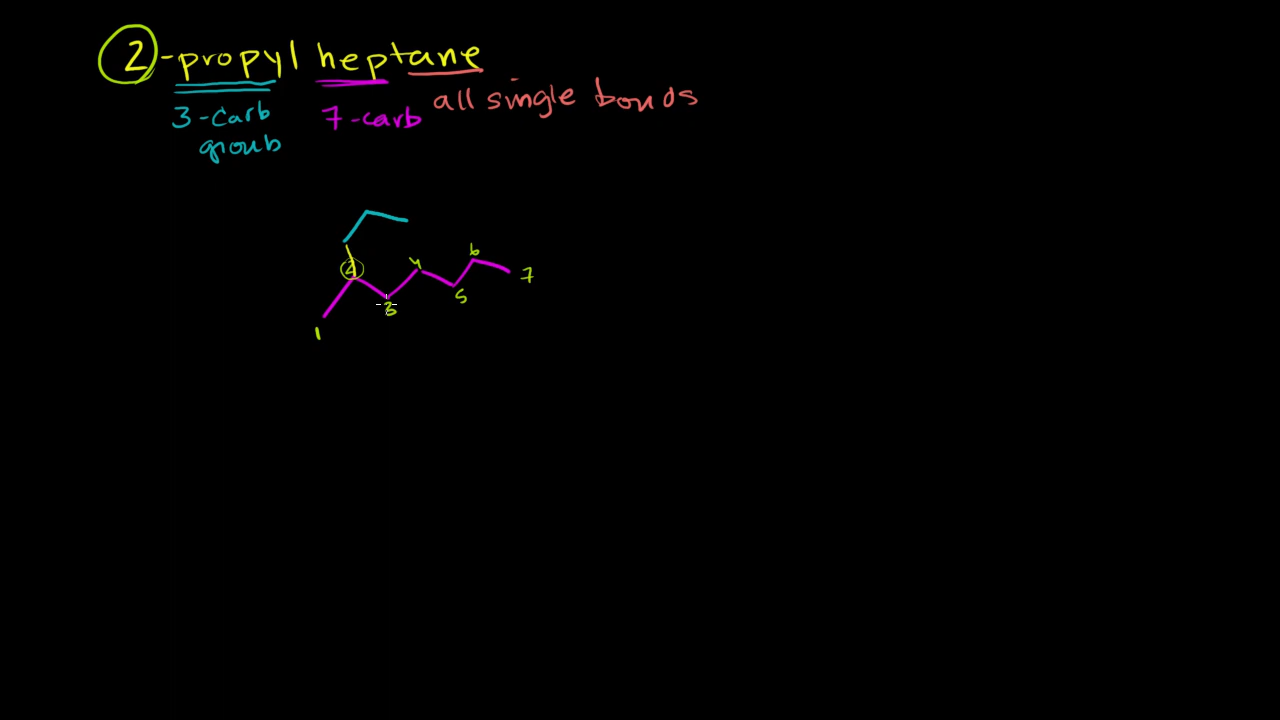 2-propyl heptane
3-carb 7-carb all single bonds
group
2 4 6
7
3 5
1